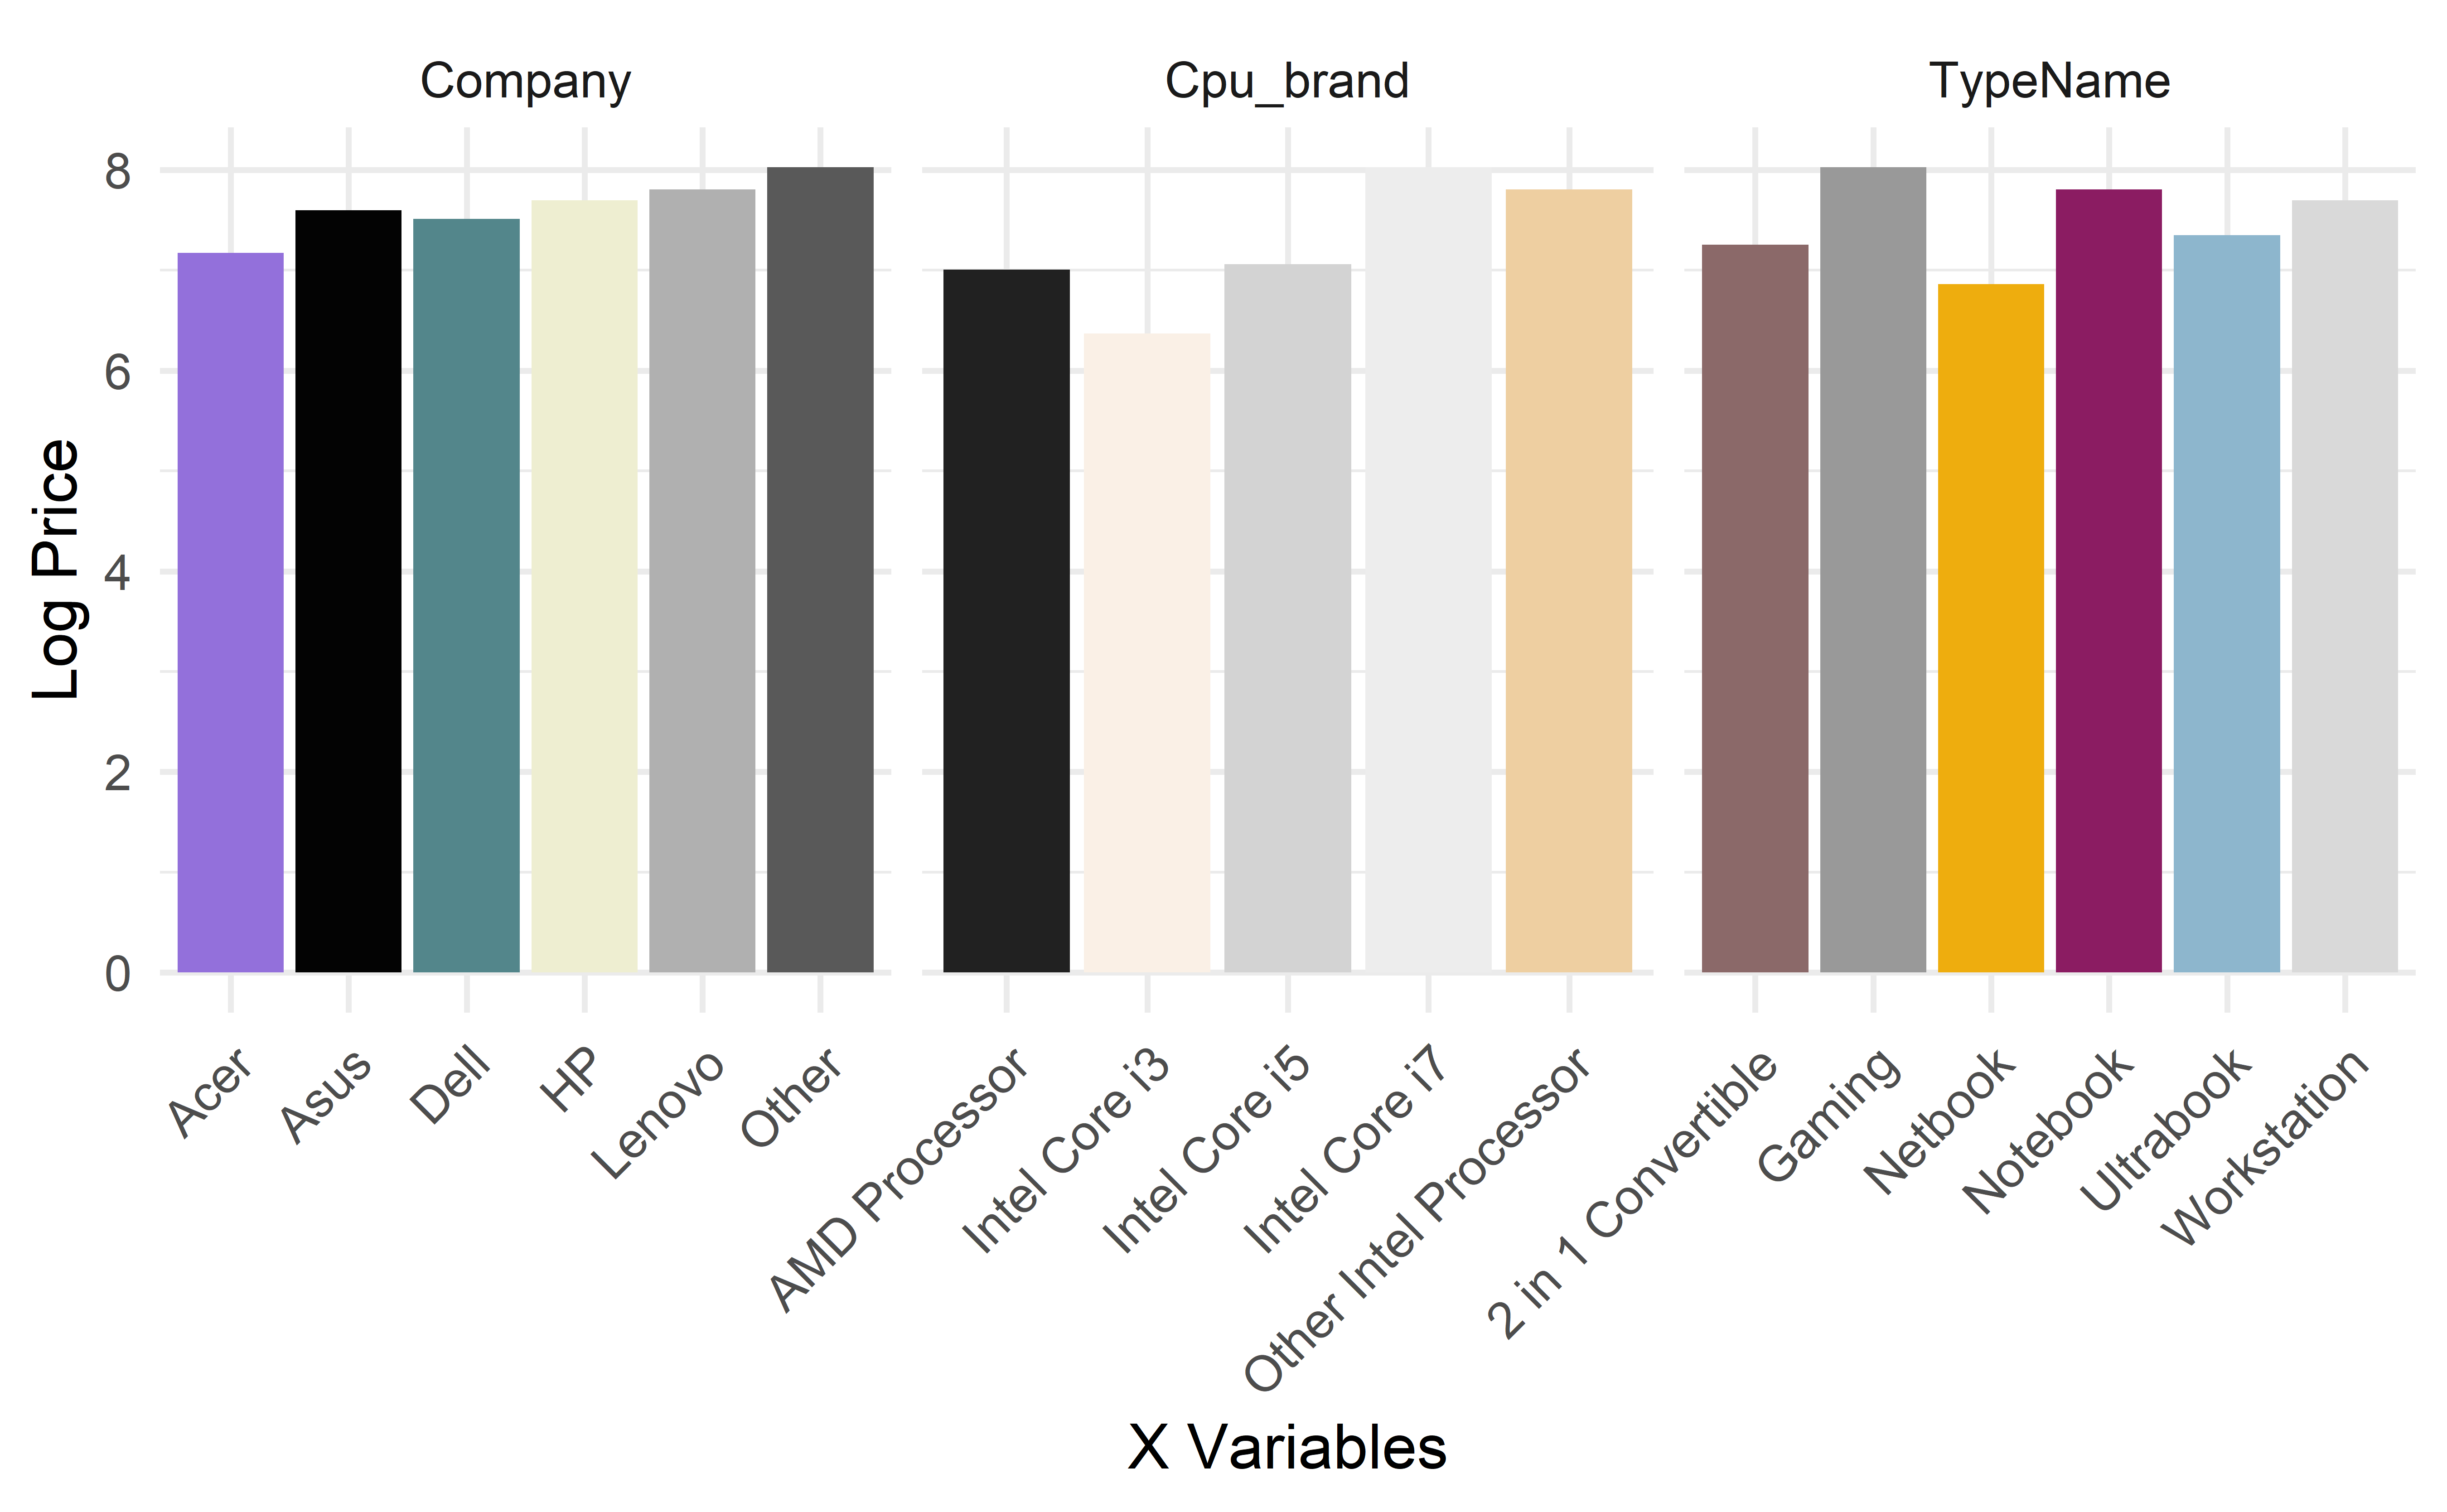 Company
Cpu_brand
TypeName
8
6
4
2
0
Log Price
Acer
Asus
Dell
HP
Lenovo
Other
AMD Processor
Intel Core i3
Intel Core i5
Intel Core i7
Other Intel Processor
2 in 1 Convertible
Gaming
Netbook
Notebook
Ultrabook
Workstation
X Variables